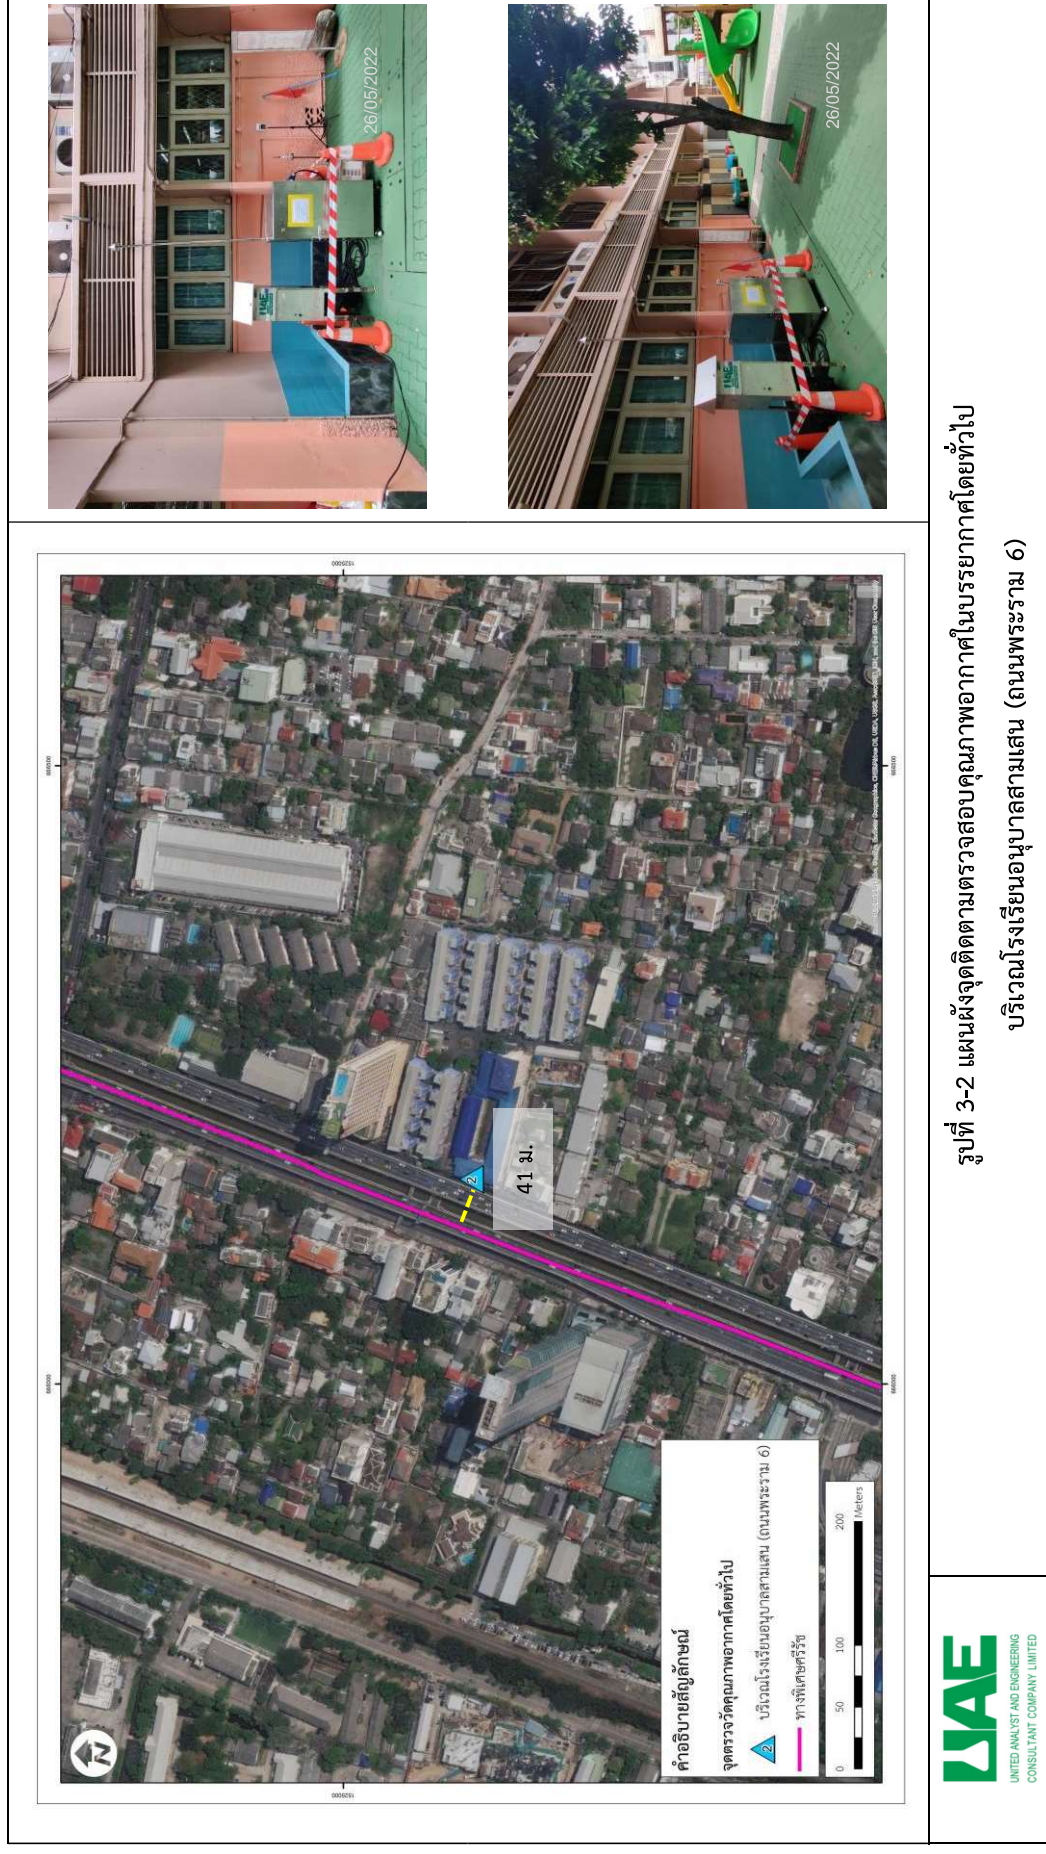 26/05/2022
UAE
26/05/2022
UAE
41 ม.
2
N
คำอธิบายสัญลักษณ์
จุดตรวจวัดคุณภาพอากาศโดยทั่วไป
2 บริเวณโรงเรียนอนุบาลสามเสน (ถนนพระราม 6)
ทางพิเศษศรีรัช
0 50 100 200
Meters
รูปที่ 3-2 แผนผังจุดติดตามตรวจสอบคุณภาพอากาศในบรรยากาศโดยทั่วไป
บริเวณโรงเรียนอนุบาลสามเสน (ถนนพระราม 6)
UAE
UNITED ANALYST AND ENGINEERING
CONSULTANT COMPANY LIMITED